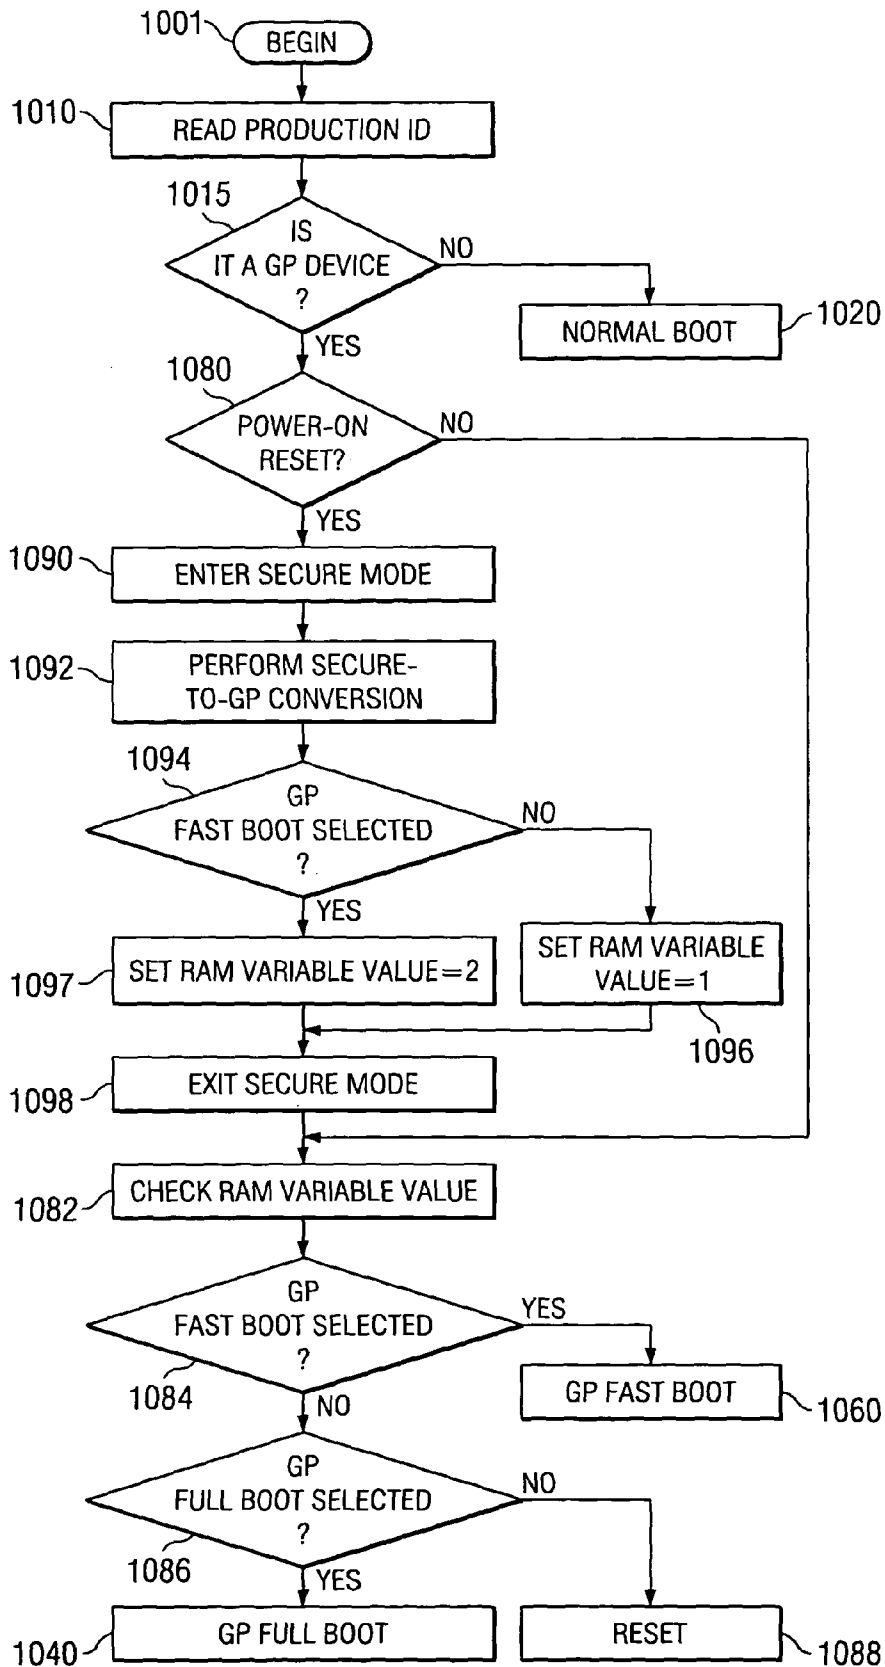 1001
BEGIN
1010
READ PRODUCTION ID
1015
IS
IT A GP DEVICE
?
NO
YES
NORMAL BOOT
1020
1080
POWER-ON
RESET?
NO
YES
1090
ENTER SECURE MODE
1092
PERFORM SECURE-
TO-GP CONVERSION
1094
GP
FAST BOOT SELECTED
?
NO
YES
1097
SET RAM VARIABLE VALUE=2
SET RAM VARIABLE
VALUE=1
1096
1098
EXIT SECURE MODE
1082
CHECK RAM VARIABLE VALUE
GP
FAST BOOT SELECTED
?
1084
YES
NO
GP FAST BOOT
1060
GP
FULL BOOT SELECTED
?
1086
NO
YES
1040
GP FULL BOOT
RESET
1088